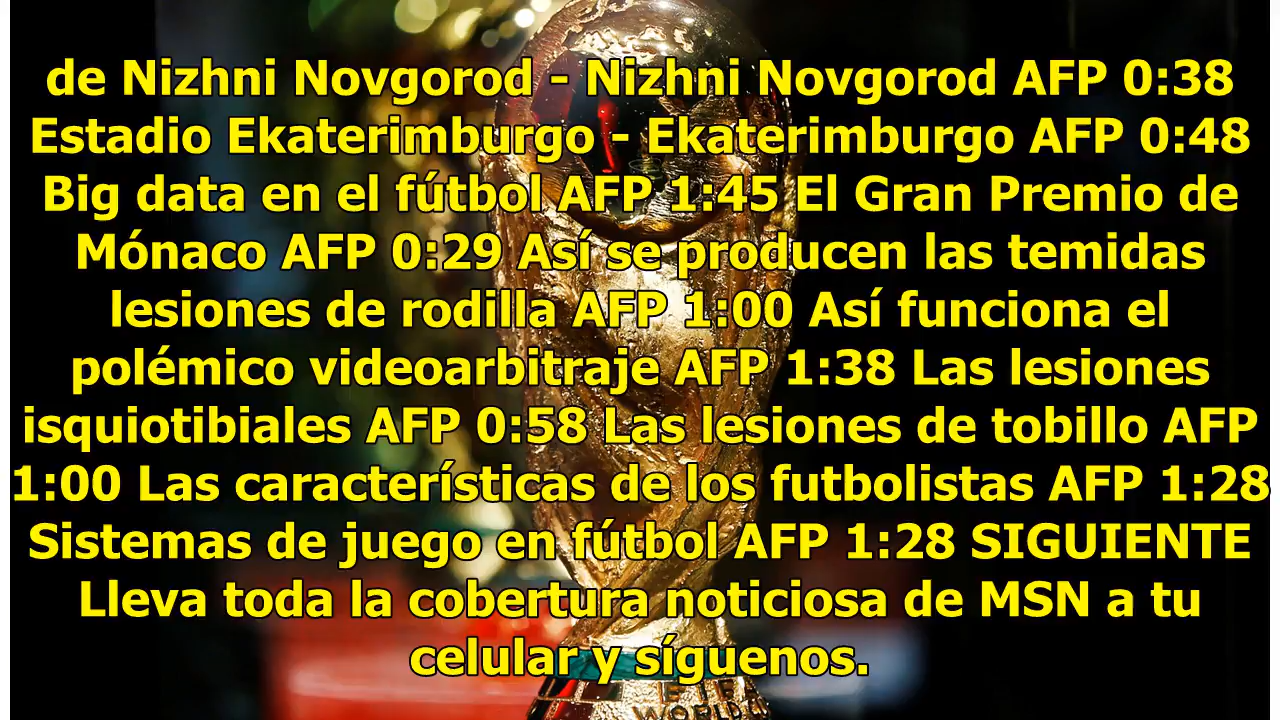 de Nizhni Novgorod - Nizhni Novgorod AFP 0:38
Estadio Ekaterimburgo - Ekaterimburgo AFP 0:48
Big data en el fútbol AFP 1:45 El Gran Premio de
Mónaco AFP 0:29 Así se producen las temidas
lesiones de rodilla AFP 1:00 Así funciona el
polémico videoarbitraje AFP 1:38 Las lesiones
isquiotibiales AFP 0:58 Las lesiones de tobillo AFP
1:00 Las características de los futbolistas AFP 1:28
Sistemas de juego en fútbol AFP 1:28 SIGUIENTE
Lleva toda la cobertura noticiosa de MSN a tu
celular y síguenos.
FIFA
WORLD CUP